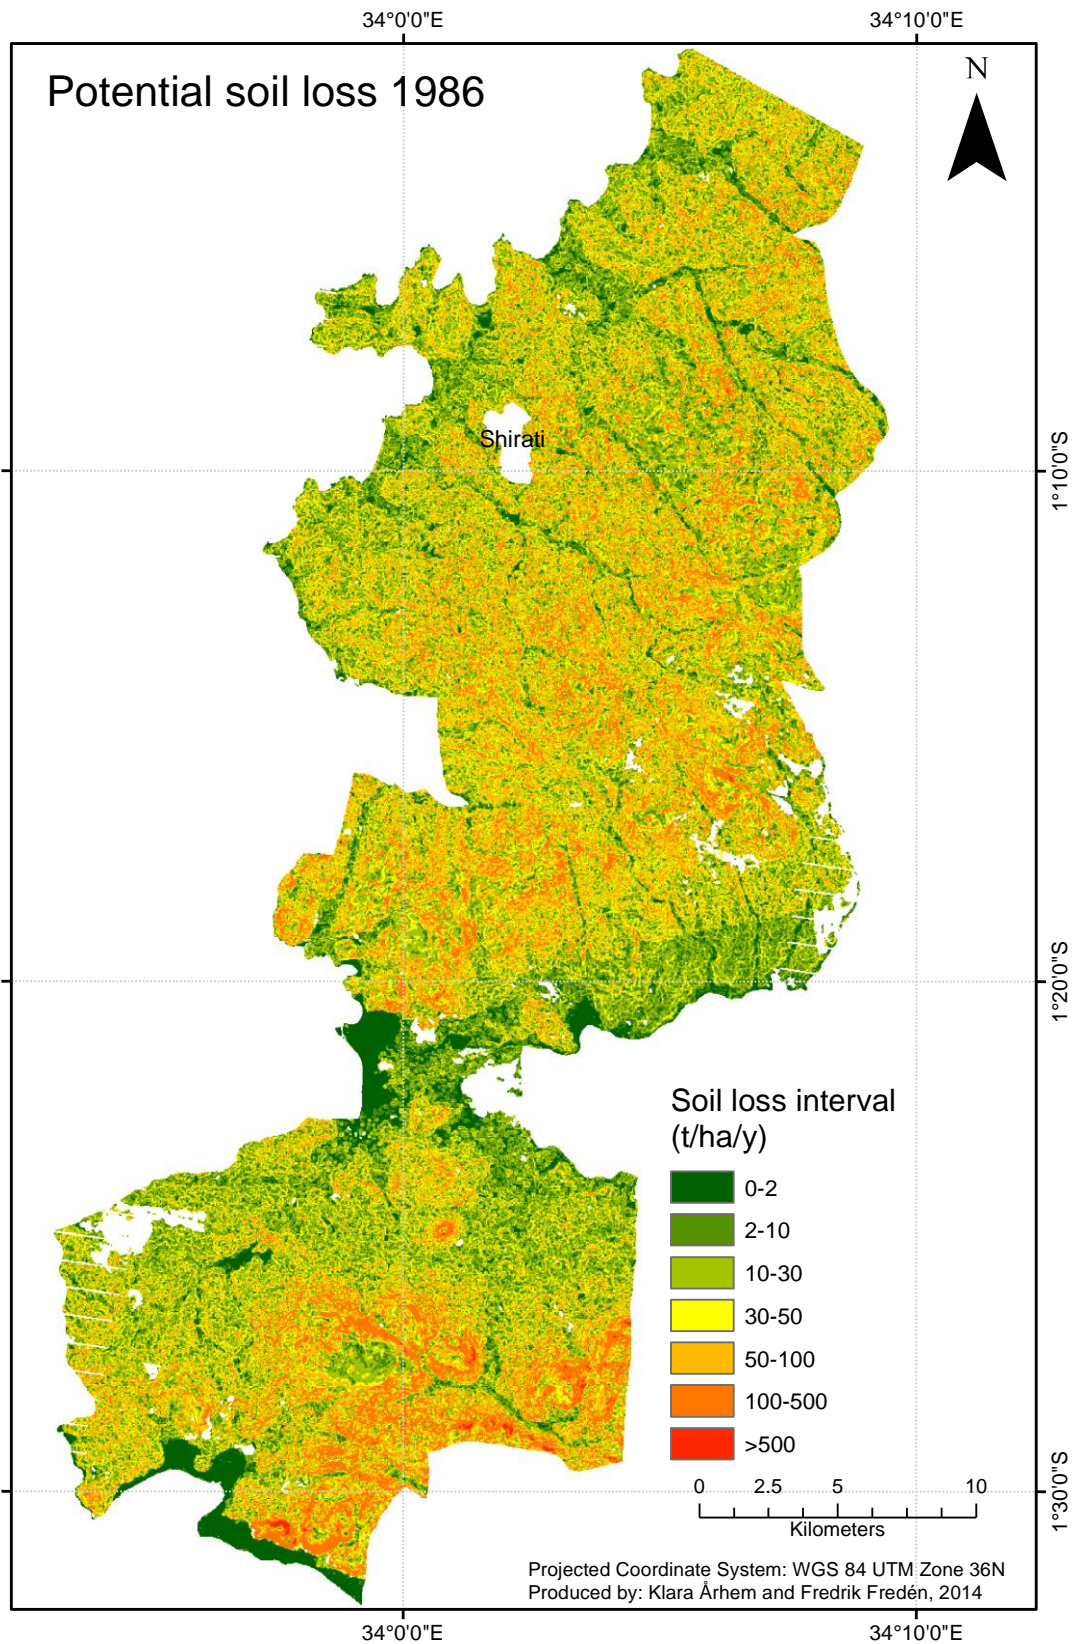 34°0'0"E
34°10'0"E
Potential soil loss 1986
N
Shirati
1°10'0"S
1°20'0"S
Soil loss interval
(t/ha/y)
0-2
2-10
10-30
30-50
50-100
100-500
>500
0 2.5 5 10
Kilometers
1°30'0"S
Projected Coordinate System: WGS 84 UTM Zone 36N
Produced by: Klara Århem and Fredrik Fredén, 2014
34°0'0"E
34°10'0"E